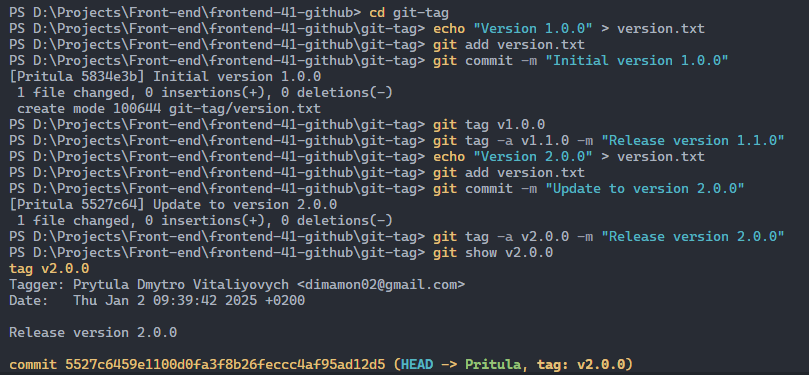 PS D:\Projects\Front-end\frontend-41-github> cd git-tag
PS D:\Projects\Front-end\frontend-41-github\git-tag> echo "Version 1.0.0" > version.txt
PS D:\Projects\Front-end\frontend-41-github\git-tag> git add version.txt
PS D:\Projects\Front-end\frontend-41-github\git-tag> git commit -m "Initial version 1.0.0"
[Pritula 5834e3b] Initial version 1.0.0
 1 file changed, 0 insertions(+), 0 deletions(-)
 create mode 100644 git-tag/version.txt
PS D:\Projects\Front-end\frontend-41-github\git-tag> git tag v1.0.0
PS D:\Projects\Front-end\frontend-41-github\git-tag> git tag -a v1.1.0 -m "Release version 1.1.0"
PS D:\Projects\Front-end\frontend-41-github\git-tag> echo "Version 2.0.0" > version.txt
PS D:\Projects\Front-end\frontend-41-github\git-tag> git add version.txt
PS D:\Projects\Front-end\frontend-41-github\git-tag> git commit -m "Update to version 2.0.0"
[Pritula 5527c64] Update to version 2.0.0
 1 file changed, 0 insertions(+), 0 deletions(-)
PS D:\Projects\Front-end\frontend-41-github\git-tag> git tag -a v2.0.0 -m "Release version 2.0.0"
PS D:\Projects\Front-end\frontend-41-github\git-tag> git show v2.0.0
tag v2.0.0
Tagger: Prytula Dmytro Vitaliyovych <dimamon02@gmail.com>
Date:   Thu Jan 2 09:39:42 2025 +0200

Release version 2.0.0

commit 5527c6459e1100d0fa3f8b26feccc4af95ad12d5 (HEAD -> Pritula, tag: v2.0.0)